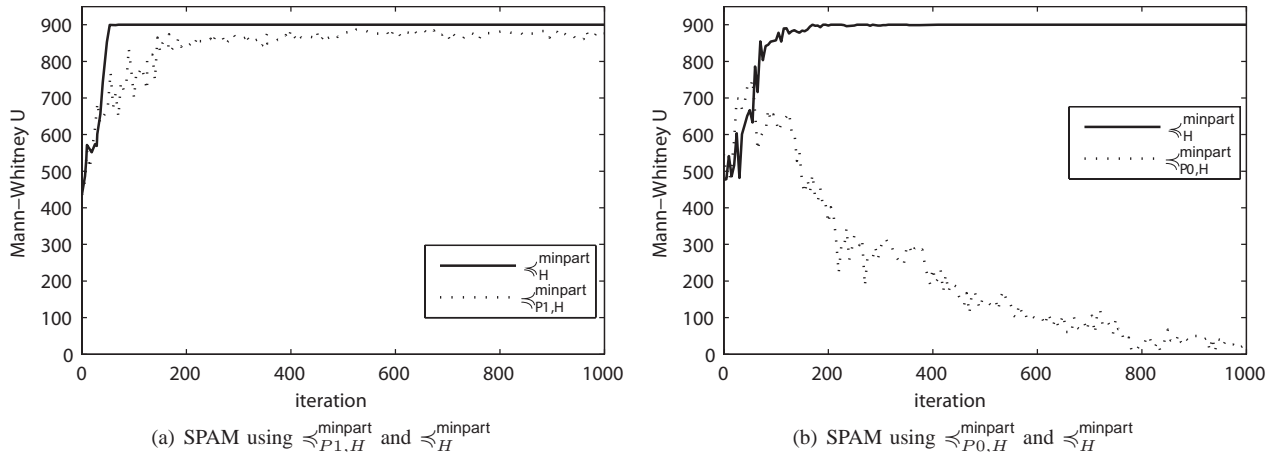 900
800
700
600
500
400
300
200
100
0
Mann−Whitney U
0 200 400 600 800 1000
iteration
≼ minpart H
≼ minpart P1,H
(a) SPAM using ≼ minpart P1,H and ≼ minpart H
900
800
700
600
500
400
300
200
100
0
Mann−Whitney U
0 200 400 600 800 1000
iteration
≼ minpart H
≼ minpart P0,H
(b) SPAM using ≼ minpart P0,H and ≼ minpart H